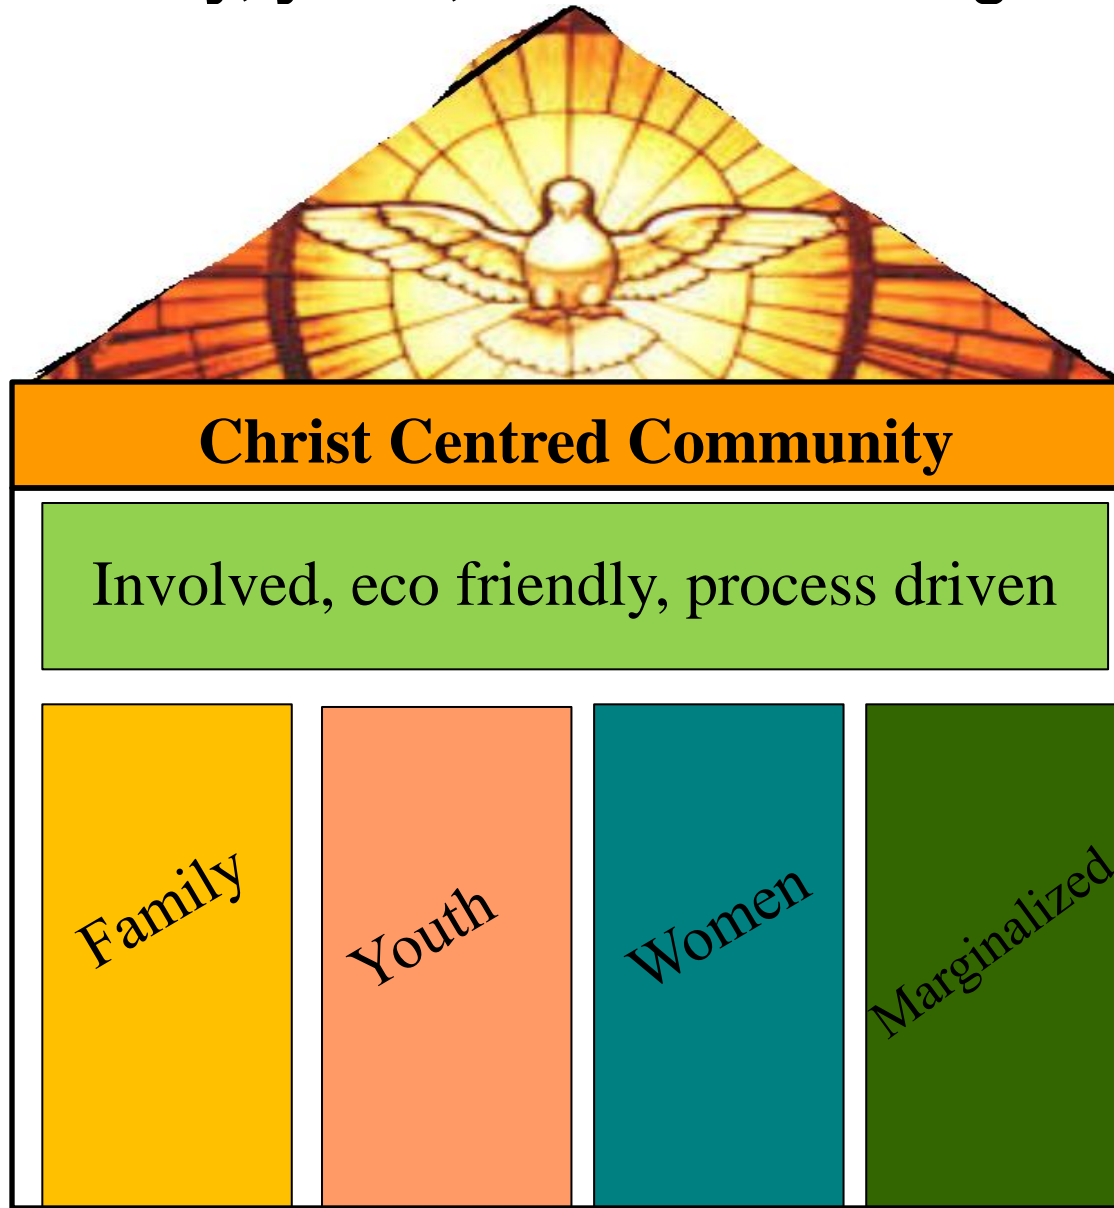 Christ Centred Community
Involved, eco friendly, process driven
Family
Youth
Women
Marginalized